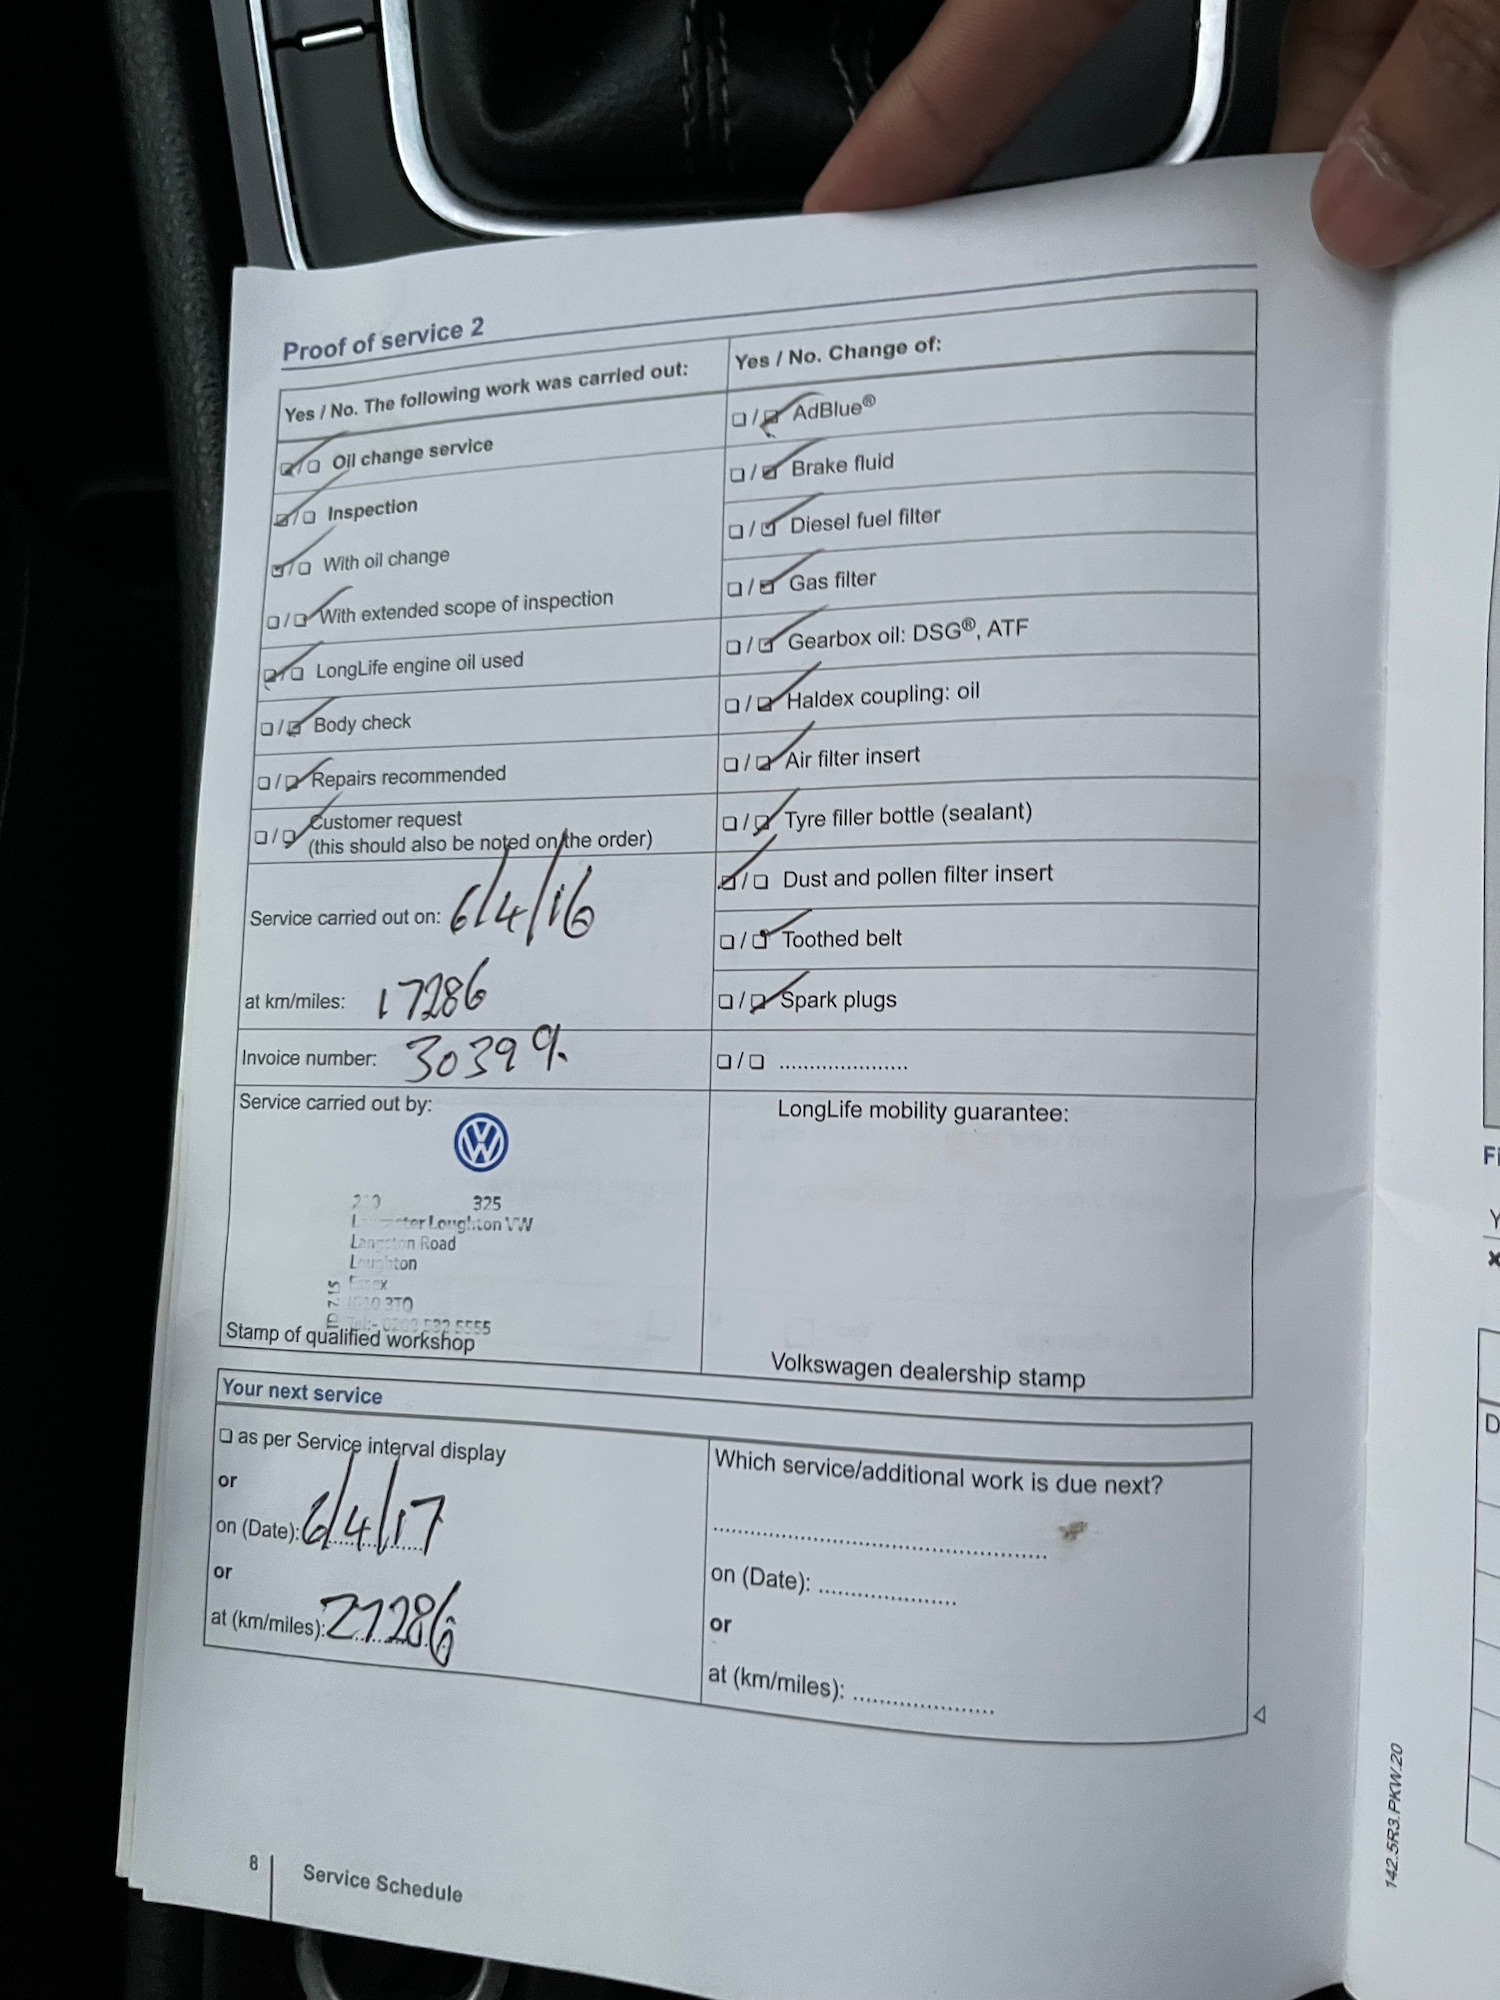 Proof of service 2
Yes / No. The following work was carried out:
☑/☐ Oil change service
☑/☐ Inspection
☑/☐ With oil change
☐/☑ With extended scope of inspection
☑/☐ LongLife engine oil used
☐/☑ Body check
☐/☑ Repairs recommended
☐/☑ Customer request
(this should also be noted on the order)
Service carried out on: 6/4/16
at km/miles: 17286
Invoice number: 30399.
Service carried out by:
325
Loughton VW
Road
Loughton
Essex
3TQ
5555
Stamp of qualified workshop
Yes / No. Change of:
☐/☑ AdBlue®
☐/☑ Brake fluid
☐/☑ Diesel fuel filter
☐/☑ Gas filter
☐/☑ Gearbox oil: DSG®, ATF
☐/☑ Haldex coupling: oil
☐/☑ Air filter insert
☐/☑ Tyre filler bottle (sealant)
☑/☐ Dust and pollen filter insert
☐/☑ Toothed belt
☐/☑ Spark plugs
☐/☐ .....................
LongLife mobility guarantee:
Volkswagen dealership stamp
Your next service
☐ as per Service interval display
or
on (Date): 6/4/17
or
at (km/miles): 27286
Which service/additional work is due next?
on (Date): .....................
or
at (km/miles): .....................
8
Service Schedule
142.5R3.PKW.20
Fi
Y
D